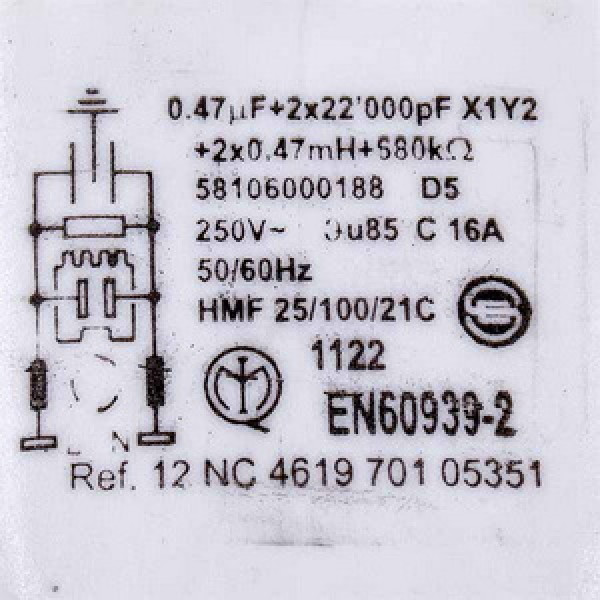 0.47µF+2x22'000pF X1Y2
+2x0.47mH+680kΩ
58106000188 D5
250V~ 85 C 16A
50/60Hz
HMF 25/100/21C
1122
EN60939-2
L N
Ref. 12 NC 4619 701 05351